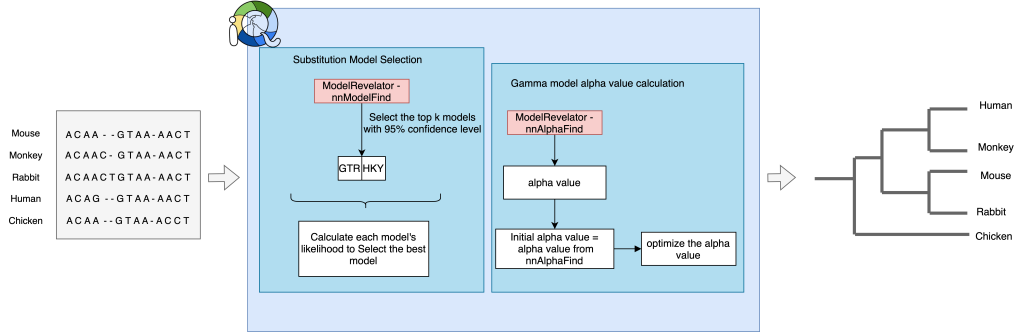 Mouse ACAA--GTAA-AACT
Monkey ACAAC-GTAA-AACT
Rabbit ACAACTGTAA-AACT
Human ACAG--GTAA-AACT
Chicken ACAA--GTAA-ACCT
IQ
Substitution Model Selection
ModelRevelator -
nnModelFind
Select the top k models
with 95% confidence level
GTR HKY
Calculate each model's
likelihood to Select the best
model
Gamma model alpha value calculation
ModelRevelator -
nnAlphaFind
alpha value
Initial alpha value =
alpha value from
nnAlphaFind
optimize the alpha
value
Human
Monkey
Mouse
Rabbit
Chicken